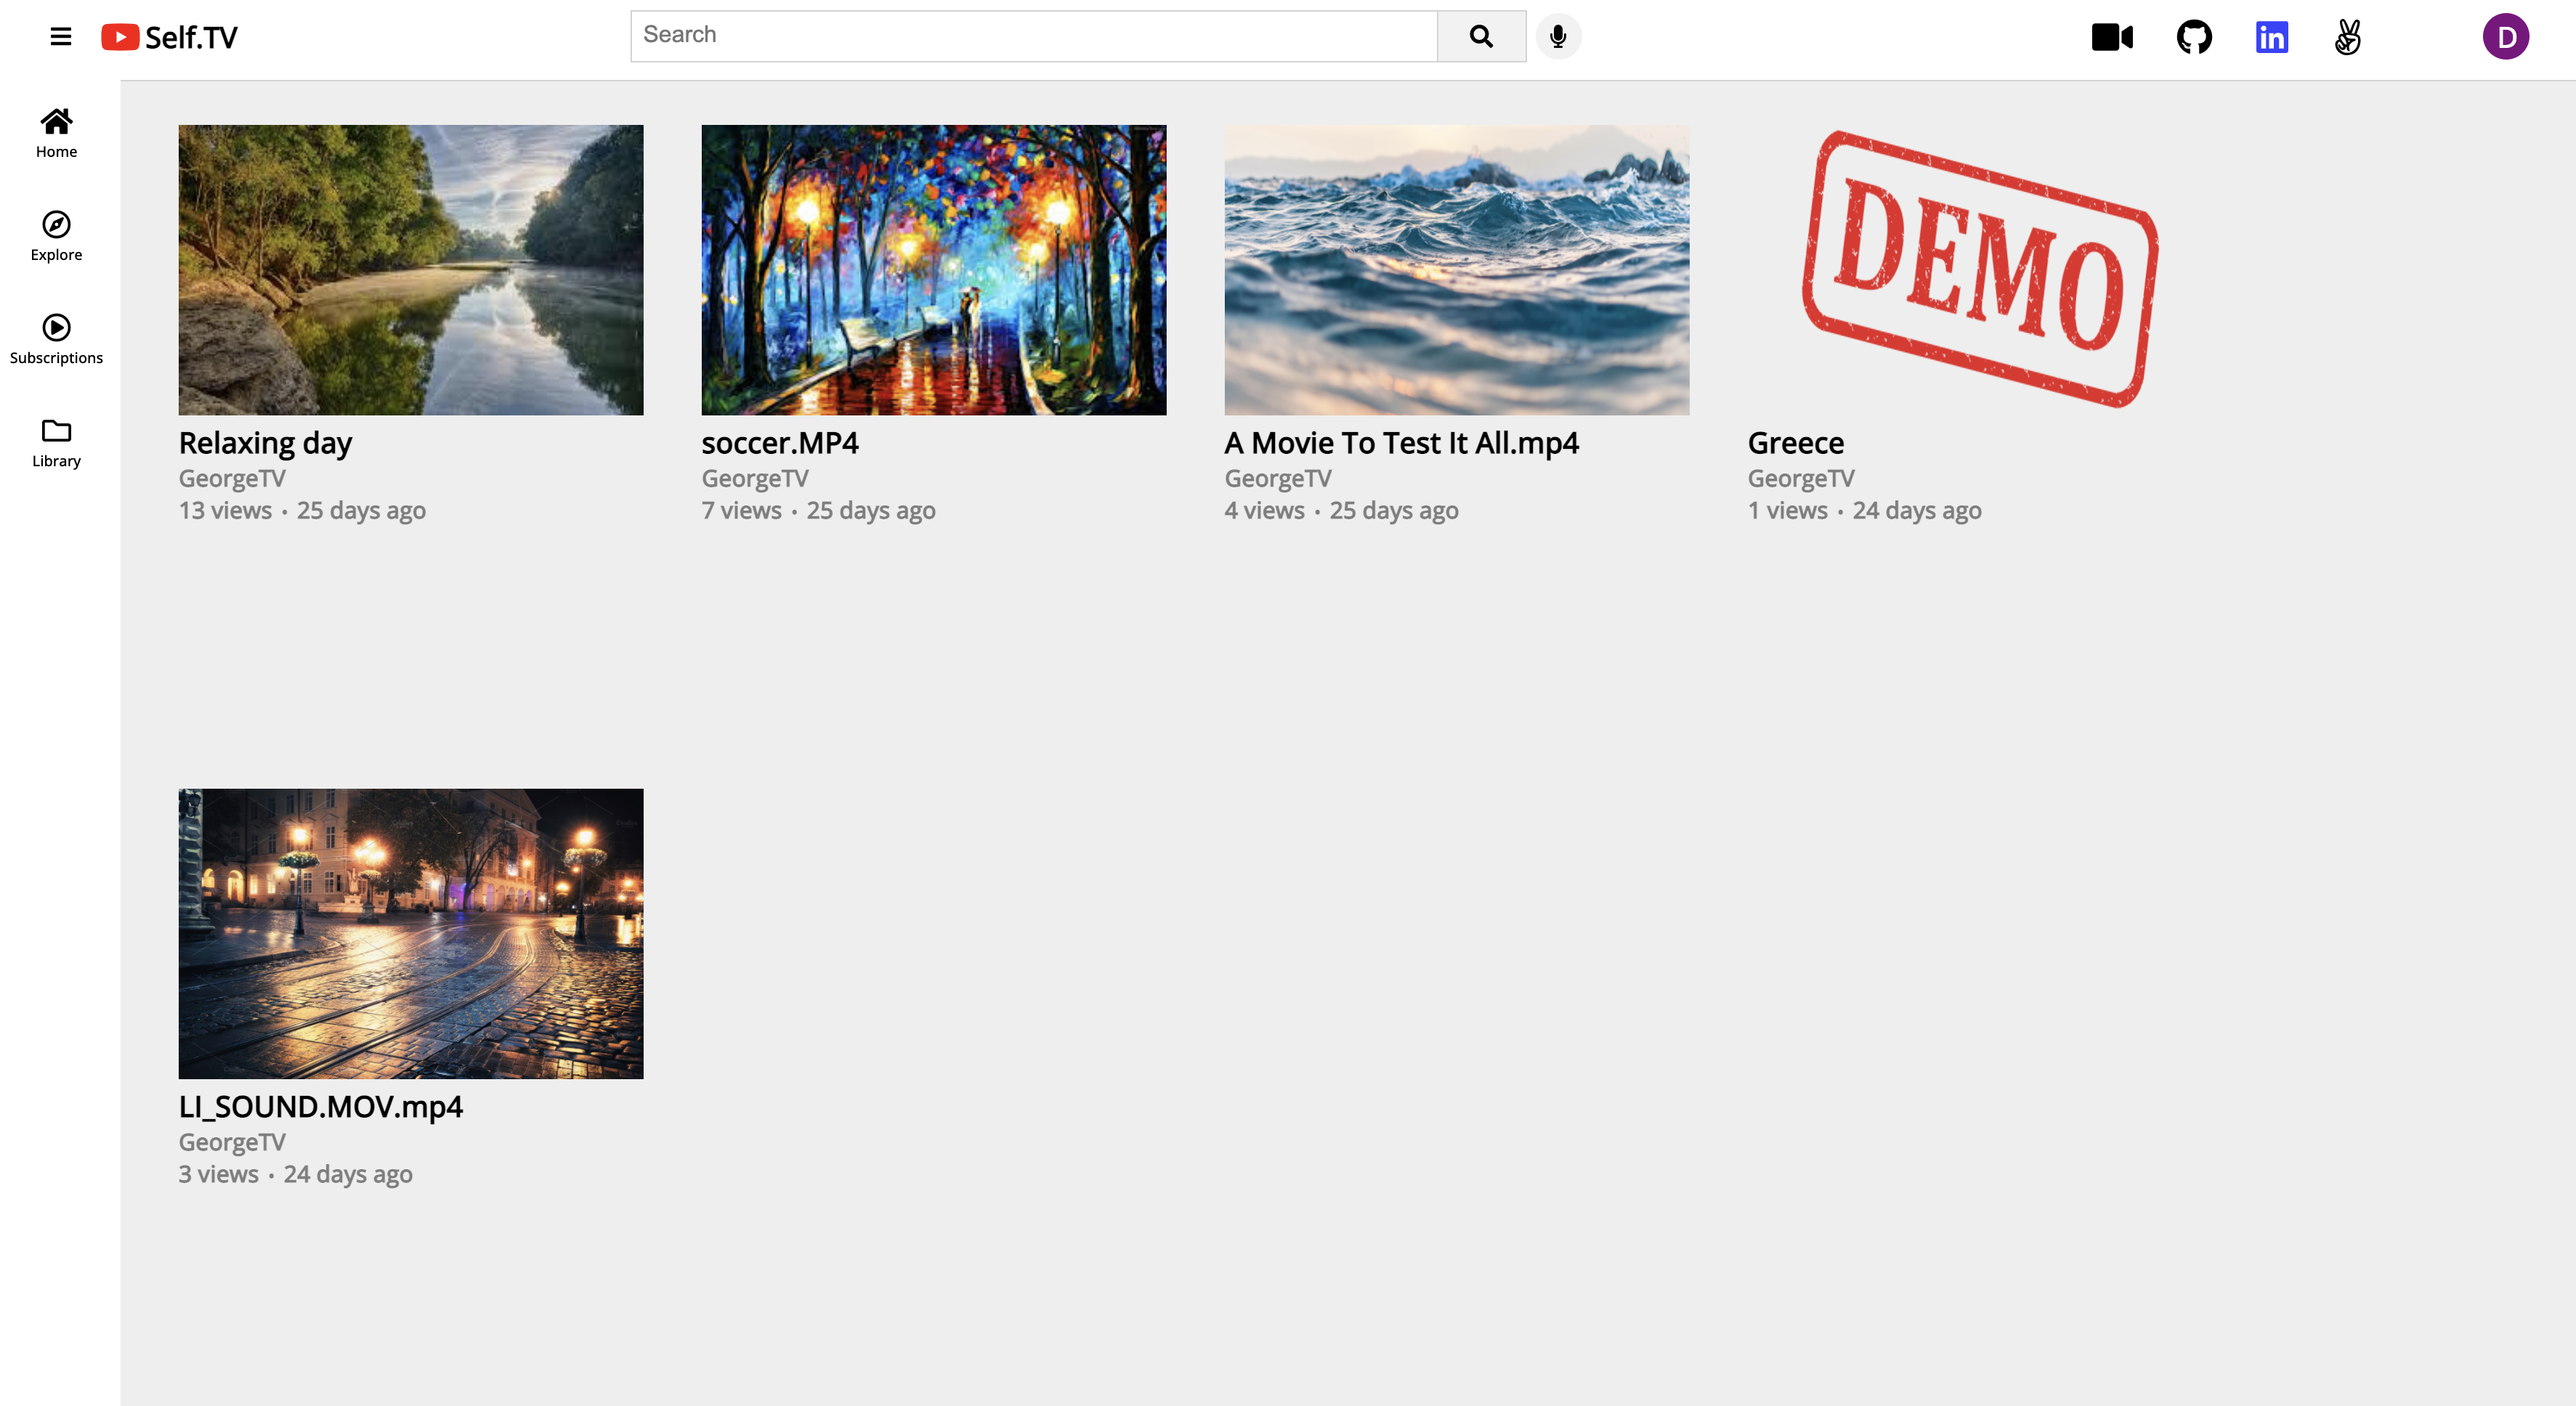 Self.TV
Search
in
D
Home
Explore
Subscriptions
Library
DEMO
Relaxing day
GeorgeTV
13 views • 25 days ago
soccer.MP4
GeorgeTV
7 views • 25 days ago
A Movie To Test It All.mp4
GeorgeTV
4 views • 25 days ago
Greece
GeorgeTV
1 views • 24 days ago
LI_SOUND.MOV.mp4
GeorgeTV
3 views • 24 days ago